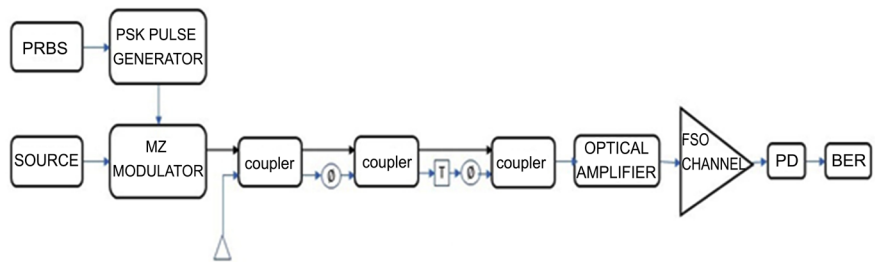 PRBS
PSK PULSE
GENERATOR
SOURCE
MZ
MODULATOR
coupler
Ø
coupler
T
Ø
coupler
OPTICAL
AMPLIFIER
FSO
CHANNEL
PD
BER